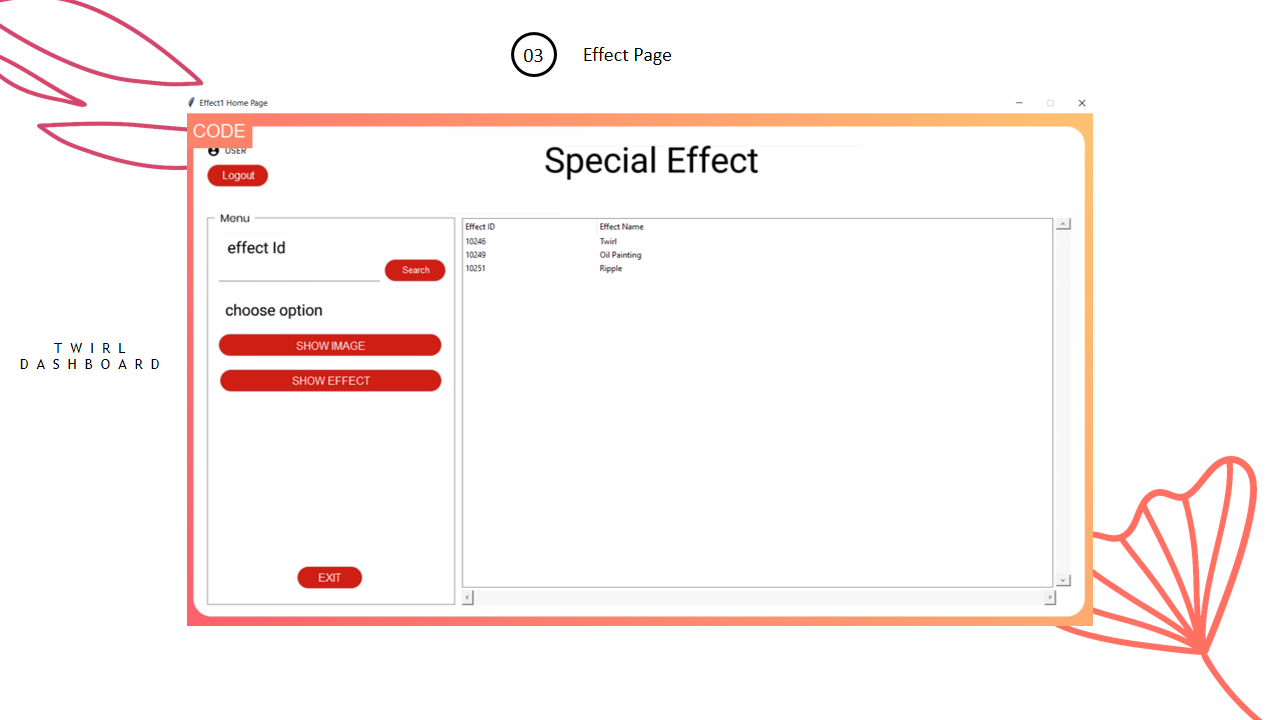 03
Effect Page
Effect1 Home Page
CODE
USER
Logout
Special Effect
Menu
effect Id
Search
choose option
SHOW IMAGE
SHOW EFFECT
EXIT
Effect ID Effect Name
10246 Twirl
10249 Oil Painting
10251 Ripple
TWIRL
DASHBOARD